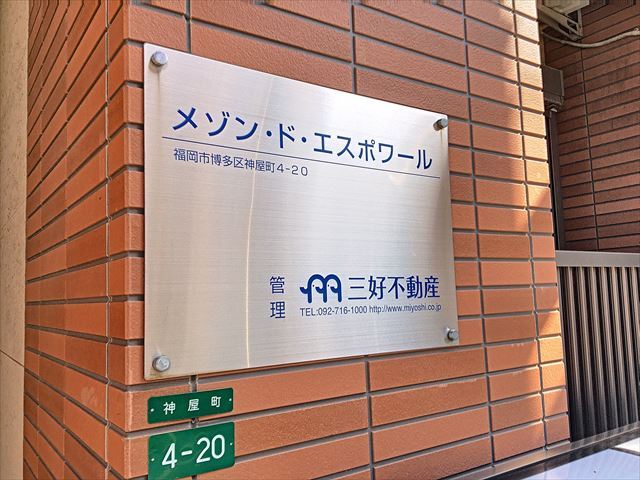 メゾン・ド・エスポワール
福岡市博多区神屋町4-20
管理
三好不動産
TEL:092-716-1000 http://www.miyoshi.co.jp
神屋町
4-20